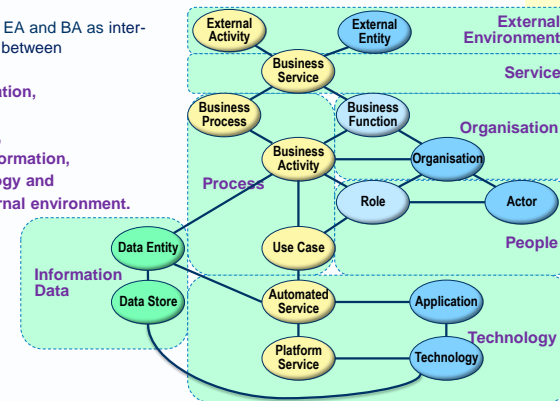 EA and BA as inter-
between
ation,
ormation,
ogy and
rnal environment.
External
Activity
External
Entity
External
Environment
Business
Service
Service
Business
Process
Business
Function
Organisation
Business
Activity
Organisation
Process
Role
Actor
People
Data Entity
Use Case
Information
Data
Data Store
Automated
Service
Application
Technology
Platform
Service
Technology